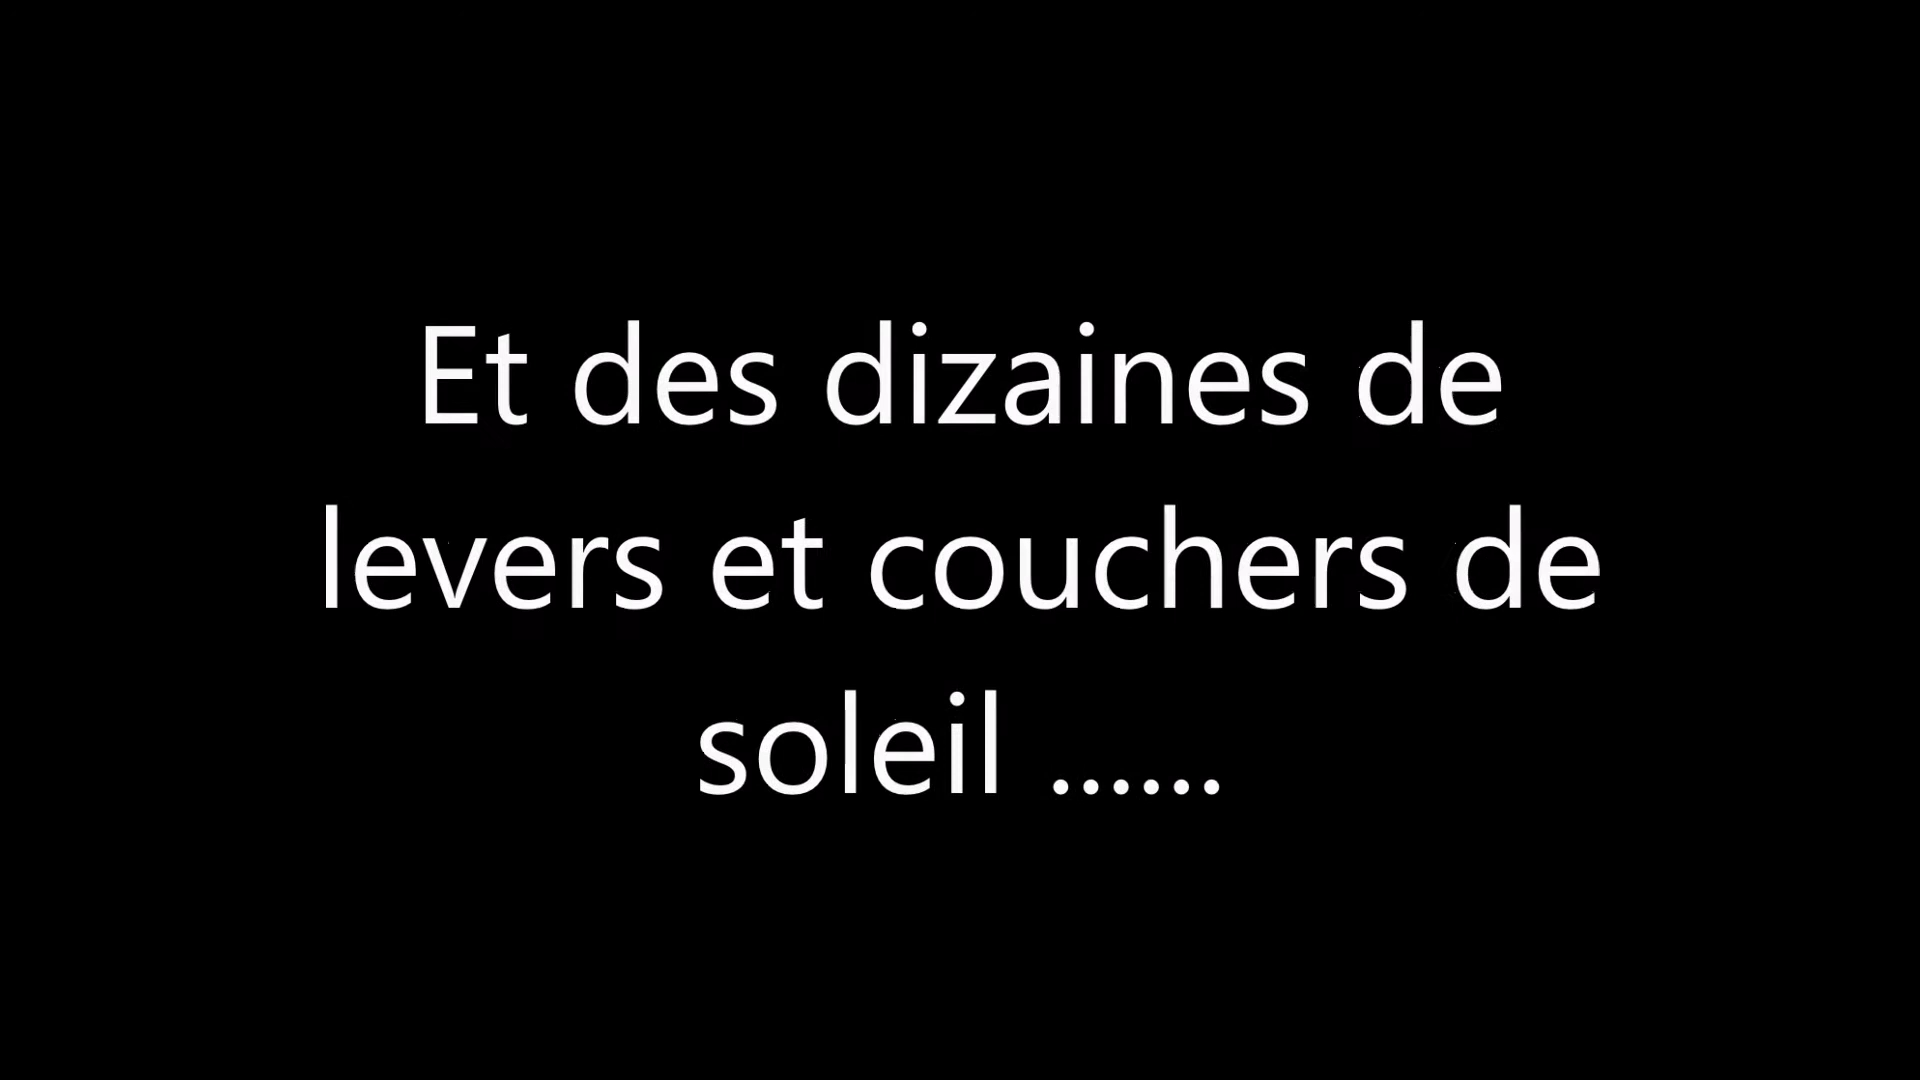 Et des dizaines de
levers et couchers de
soleil ......